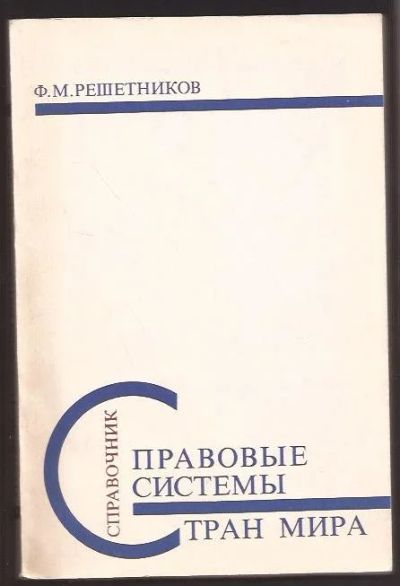 Ф.М.РЕШЕТНИКОВ
СПРАВОЧНИК
ПРАВОВЫЕ
СИСТЕМЫ
СТРАН МИРА